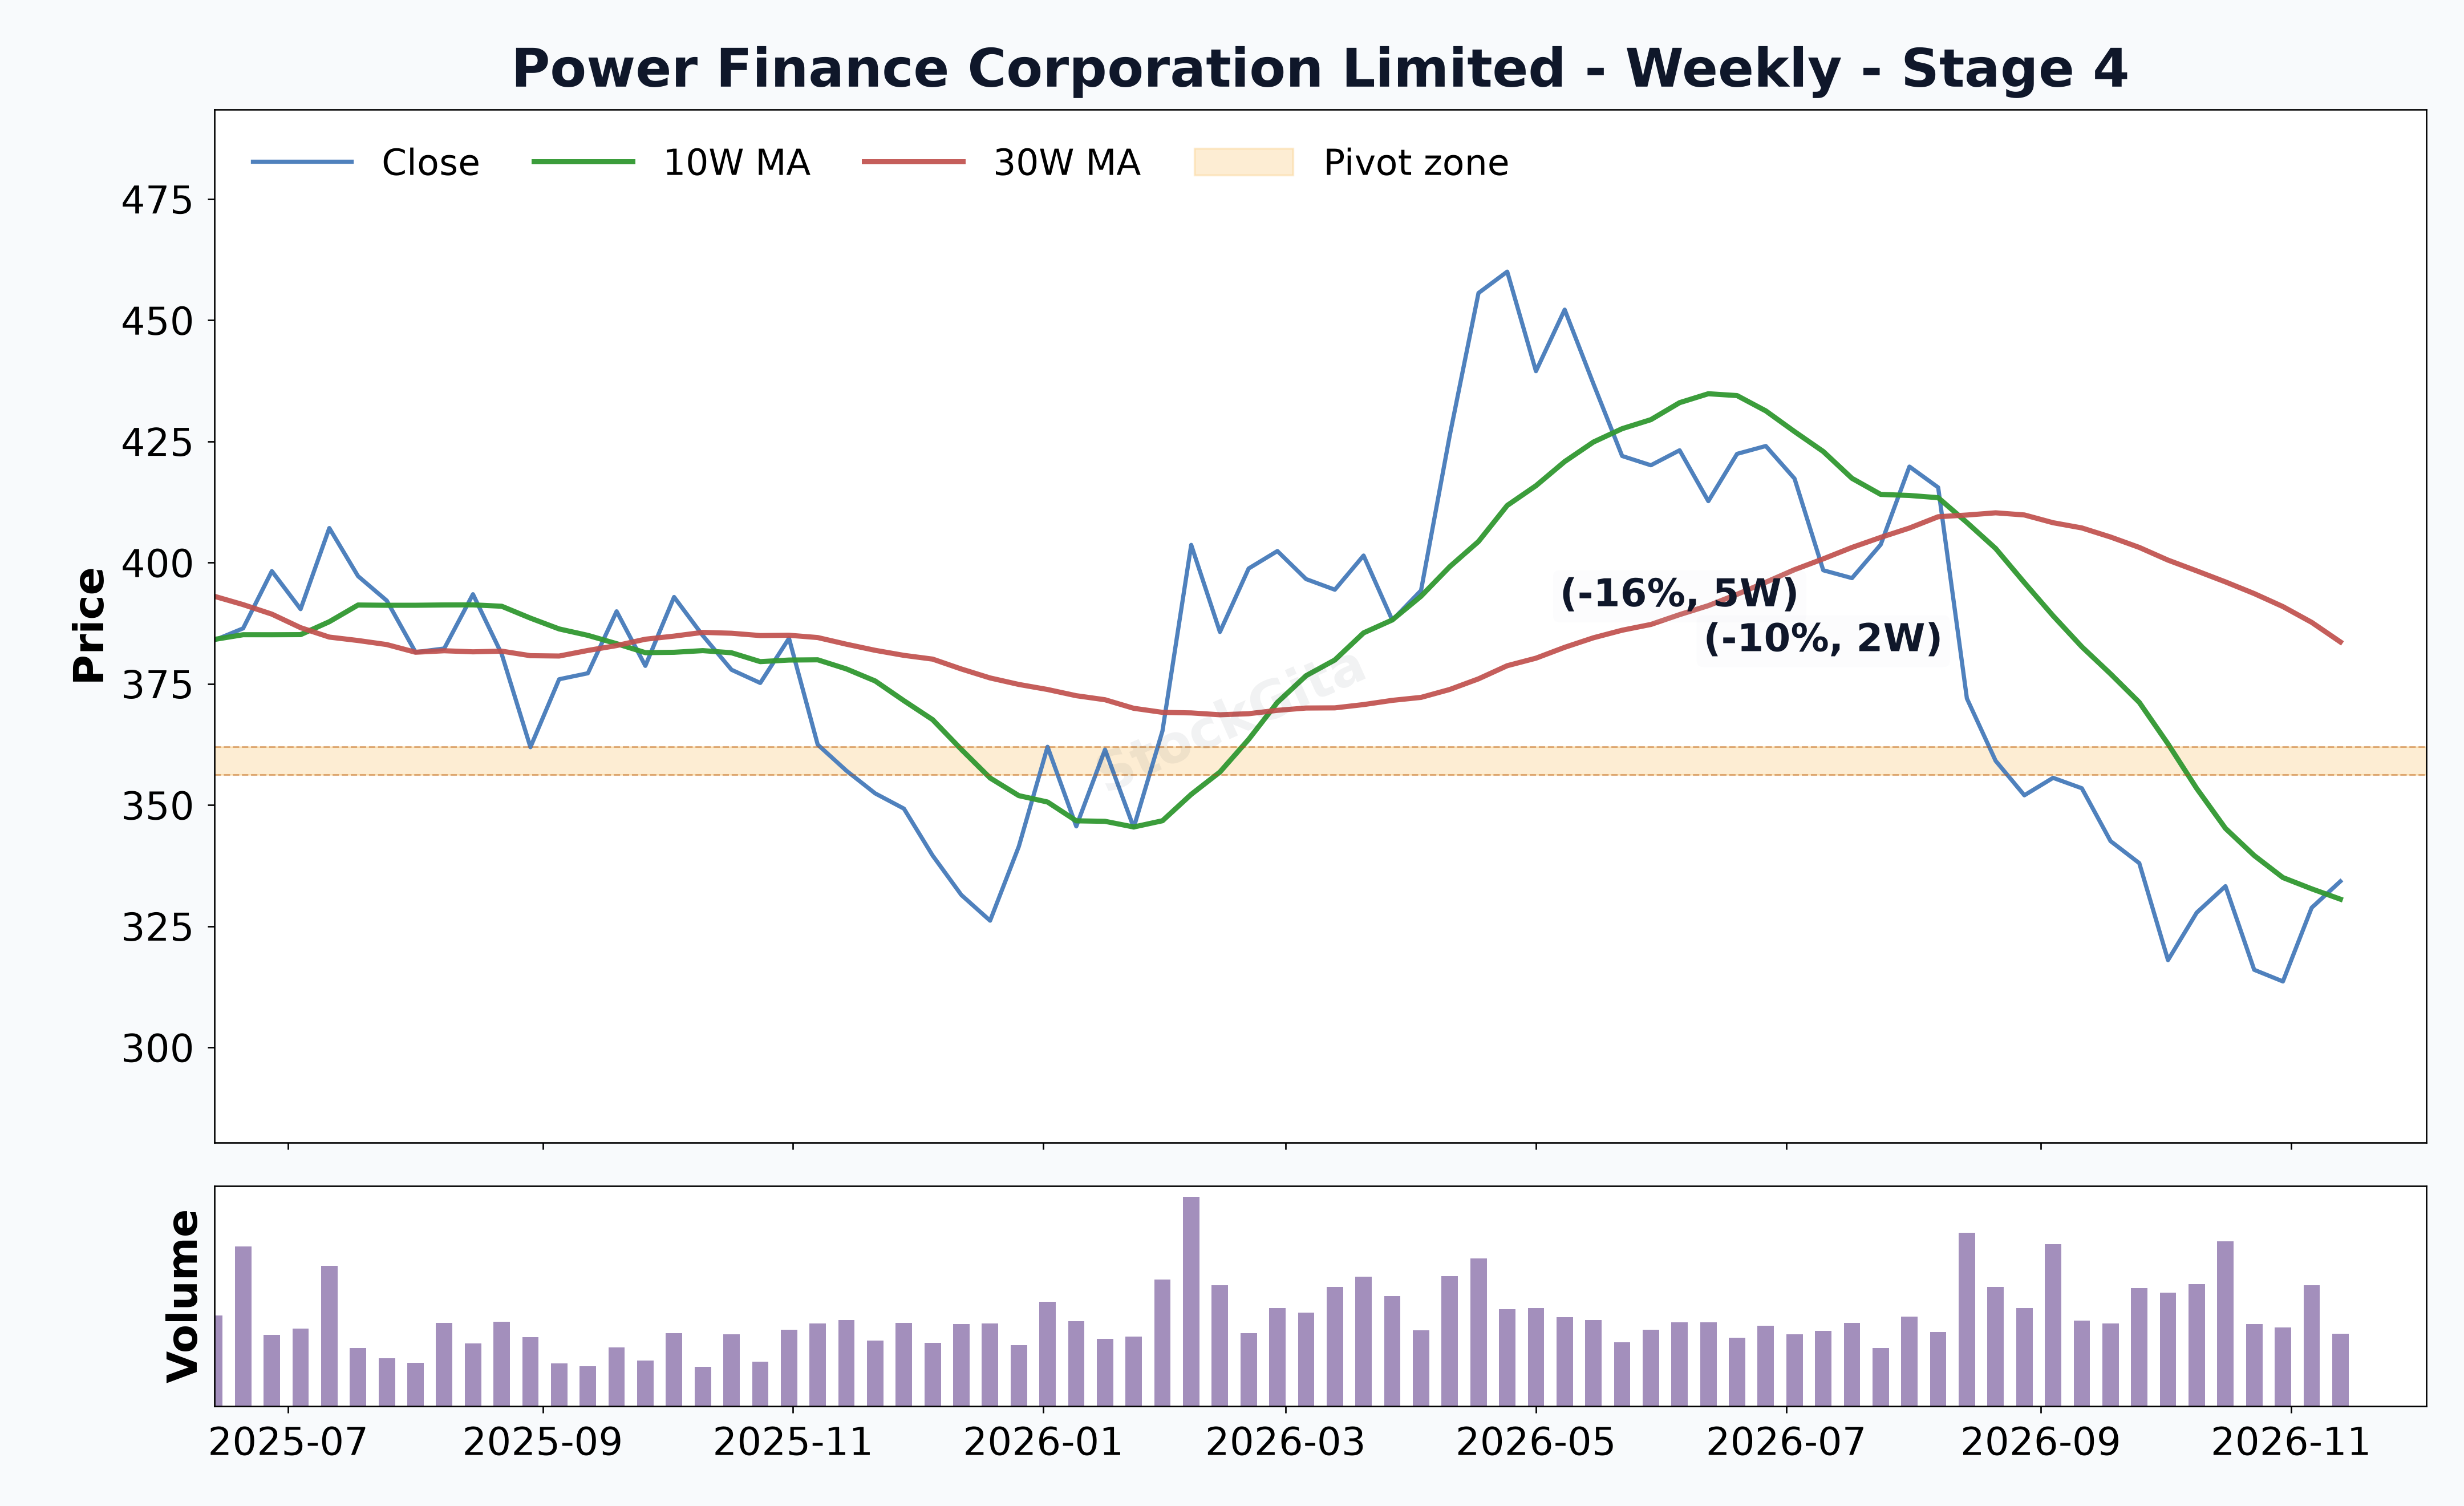 Power Finance Corporation Limited - Weekly - Stage 4
Close 10W MA 30W MA Pivot zone
475
450
425
400
375
350
325
300
Price
(-16%, 5W)
(-10%, 2W)
StockGita
Volume
2025-07 2025-09 2025-11 2026-01 2026-03 2026-05 2026-07 2026-09 2026-11